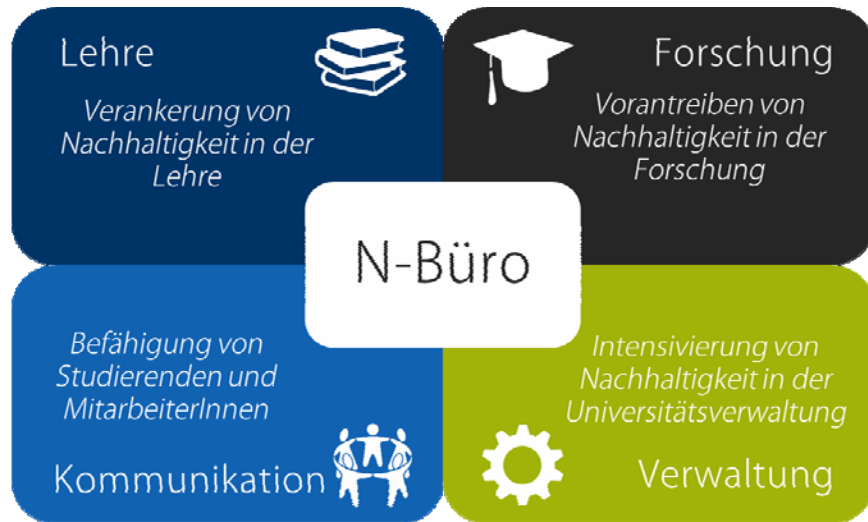 Lehre
Verankerung von
Nachhaltigkeit in der
Lehre
Forschung
Vorantreiben von
Nachhaltigkeit in der
Forschung
N-Büro
Befähigung von
Studierenden und
MitarbeiterInnen
Kommunikation
Intensivierung von
Nachhaltigkeit in der
Universitätsverwaltung
Verwaltung